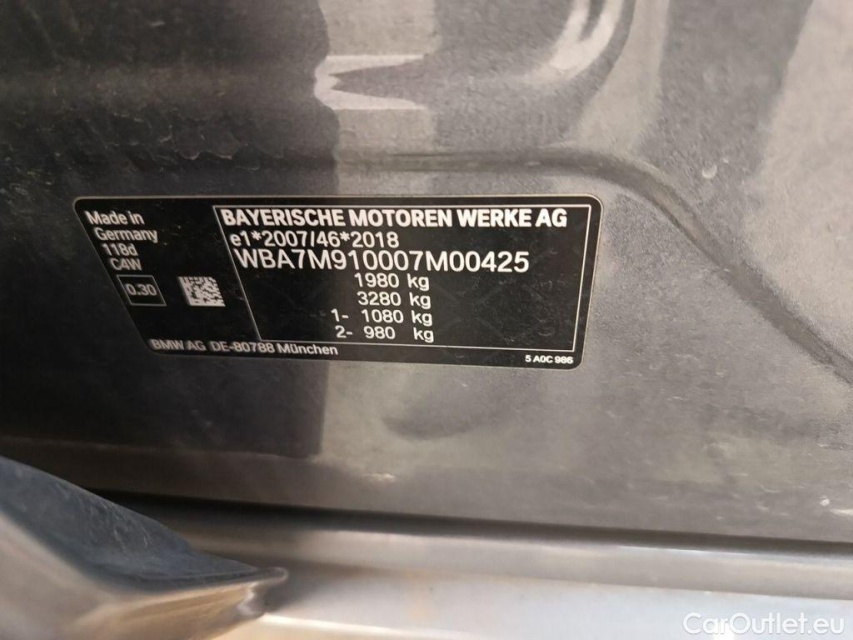 Made in
Germany
118d
C4W
0.30
BAYERISCHE MOTOREN WERKE AG
e1*2007/46*2018
WBA7M910007M00425
1980 kg
3280 kg
1- 1080 kg
2- 980 kg
BMW AG DE-80788 München
5 A0C 986
CarOutlet.eu